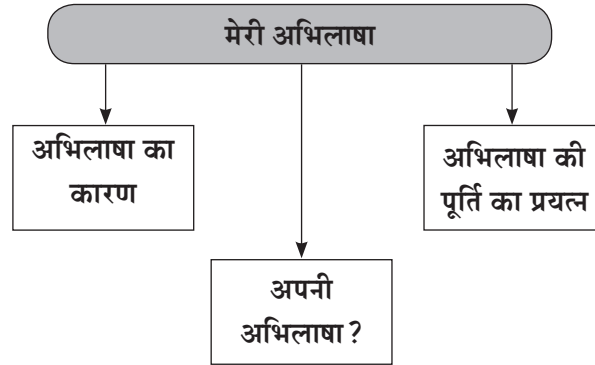 मेरी अभिलाषा
अभिलाषा का
कारण
अभिलाषा की
पूर्ति का प्रयत्न
अपनी
अभिलाषा ?